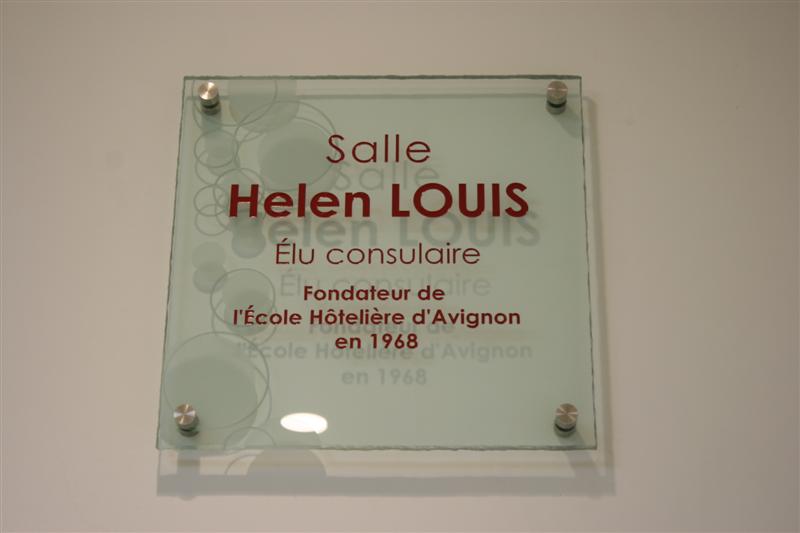 Salle
Helen LOUIS
Élu consulaire
Fondateur de
l'École Hôtelière d'Avignon
en 1968